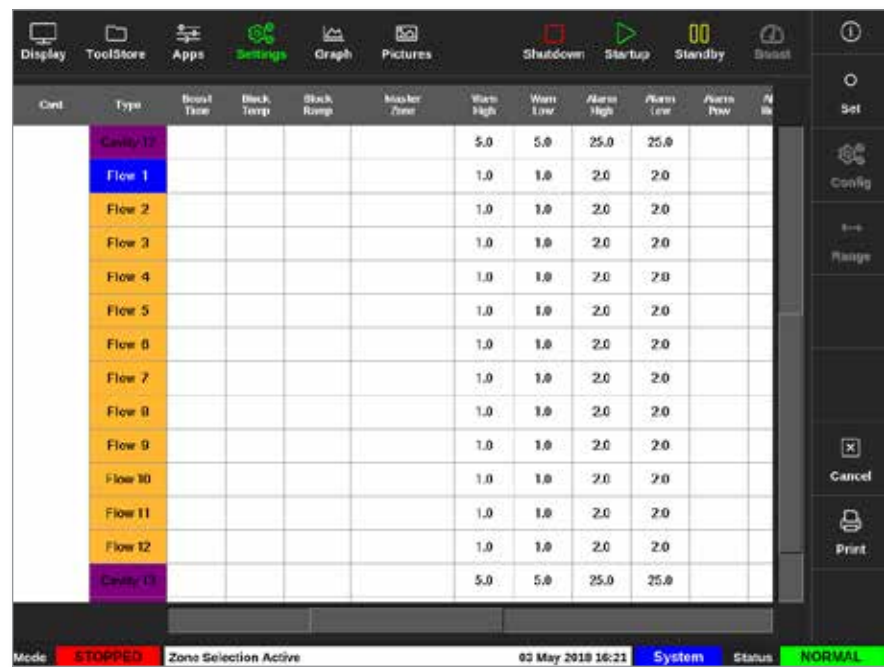 Display ToolStore Apps Settings Graph Pictures Shutdown Startup Standby Boost
Card Type Boost Time Block Temp Block Ramp Master Zone Warn High Warn Low Alarm High Alarm Low Alarm Pow
Cavity 12 5.0 5.0 25.0 25.0
Flow 1 1.0 1.0 2.0 2.0
Flow 2 1.0 1.0 2.0 2.0
Flow 3 1.0 1.0 2.0 2.0
Flow 4 1.0 1.0 2.0 2.0
Flow 5 1.0 1.0 2.0 2.0
Flow 6 1.0 1.0 2.0 2.0
Flow 7 1.0 1.0 2.0 2.0
Flow 8 1.0 1.0 2.0 2.0
Flow 9 1.0 1.0 2.0 2.0
Flow 10 1.0 1.0 2.0 2.0
Flow 11 1.0 1.0 2.0 2.0
Flow 12 1.0 1.0 2.0 2.0
Cavity 13 5.0 5.0 25.0 25.0
Set
Config
Range
Cancel
Print
Mode STOPPED Zone Selection Active 03 May 2018 16:21 System Status NORMAL